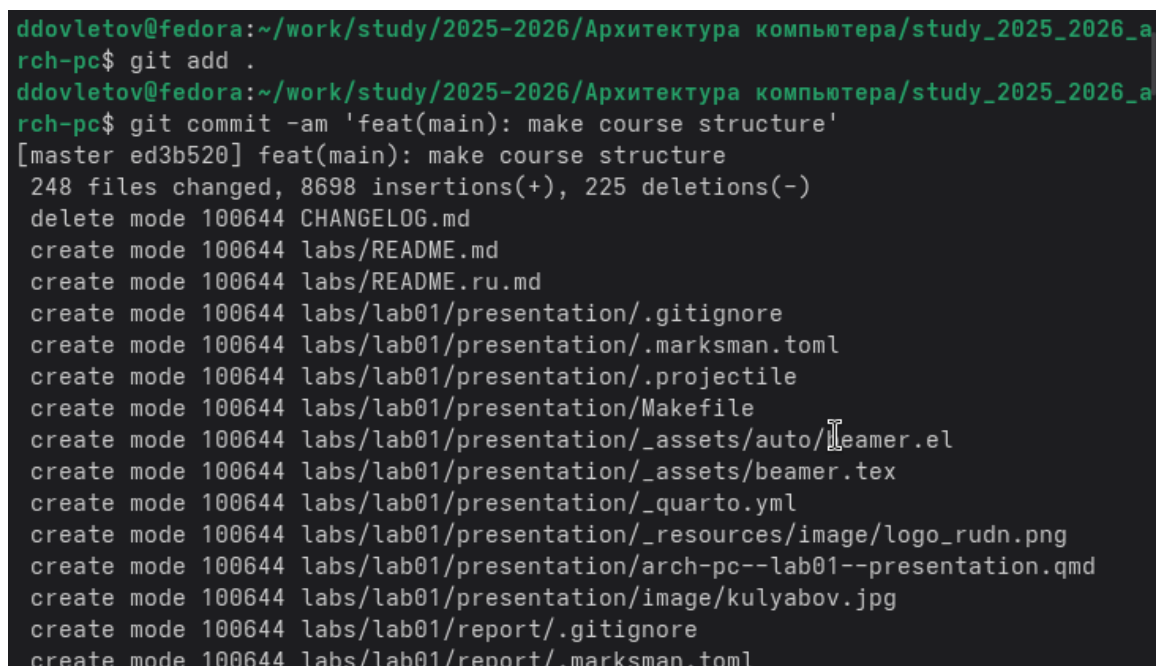 ddovletov@fedora:~/work/study/2025-2026/Архитектура компьютера/study_2025_2026_a
rch-pc$ git add .
ddovletov@fedora:~/work/study/2025-2026/Архитектура компьютера/study_2025_2026_a
rch-pc$ git commit -am 'feat(main): make course structure'
[master ed3b520] feat(main): make course structure
 248 files changed, 8698 insertions(+), 225 deletions(-)
 delete mode 100644 CHANGELOG.md
 create mode 100644 labs/README.md
 create mode 100644 labs/README.ru.md
 create mode 100644 labs/lab01/presentation/.gitignore
 create mode 100644 labs/lab01/presentation/.marksman.toml
 create mode 100644 labs/lab01/presentation/.projectile
 create mode 100644 labs/lab01/presentation/Makefile
 create mode 100644 labs/lab01/presentation/_assets/auto/beamer.el
 create mode 100644 labs/lab01/presentation/_assets/beamer.tex
 create mode 100644 labs/lab01/presentation/_quarto.yml
 create mode 100644 labs/lab01/presentation/_resources/image/logo_rudn.png
 create mode 100644 labs/lab01/presentation/arch-pc--lab01--presentation.qmd
 create mode 100644 labs/lab01/presentation/image/kulyabov.jpg
 create mode 100644 labs/lab01/report/.gitignore
 create mode 100644 labs/lab01/report/.marksman.toml